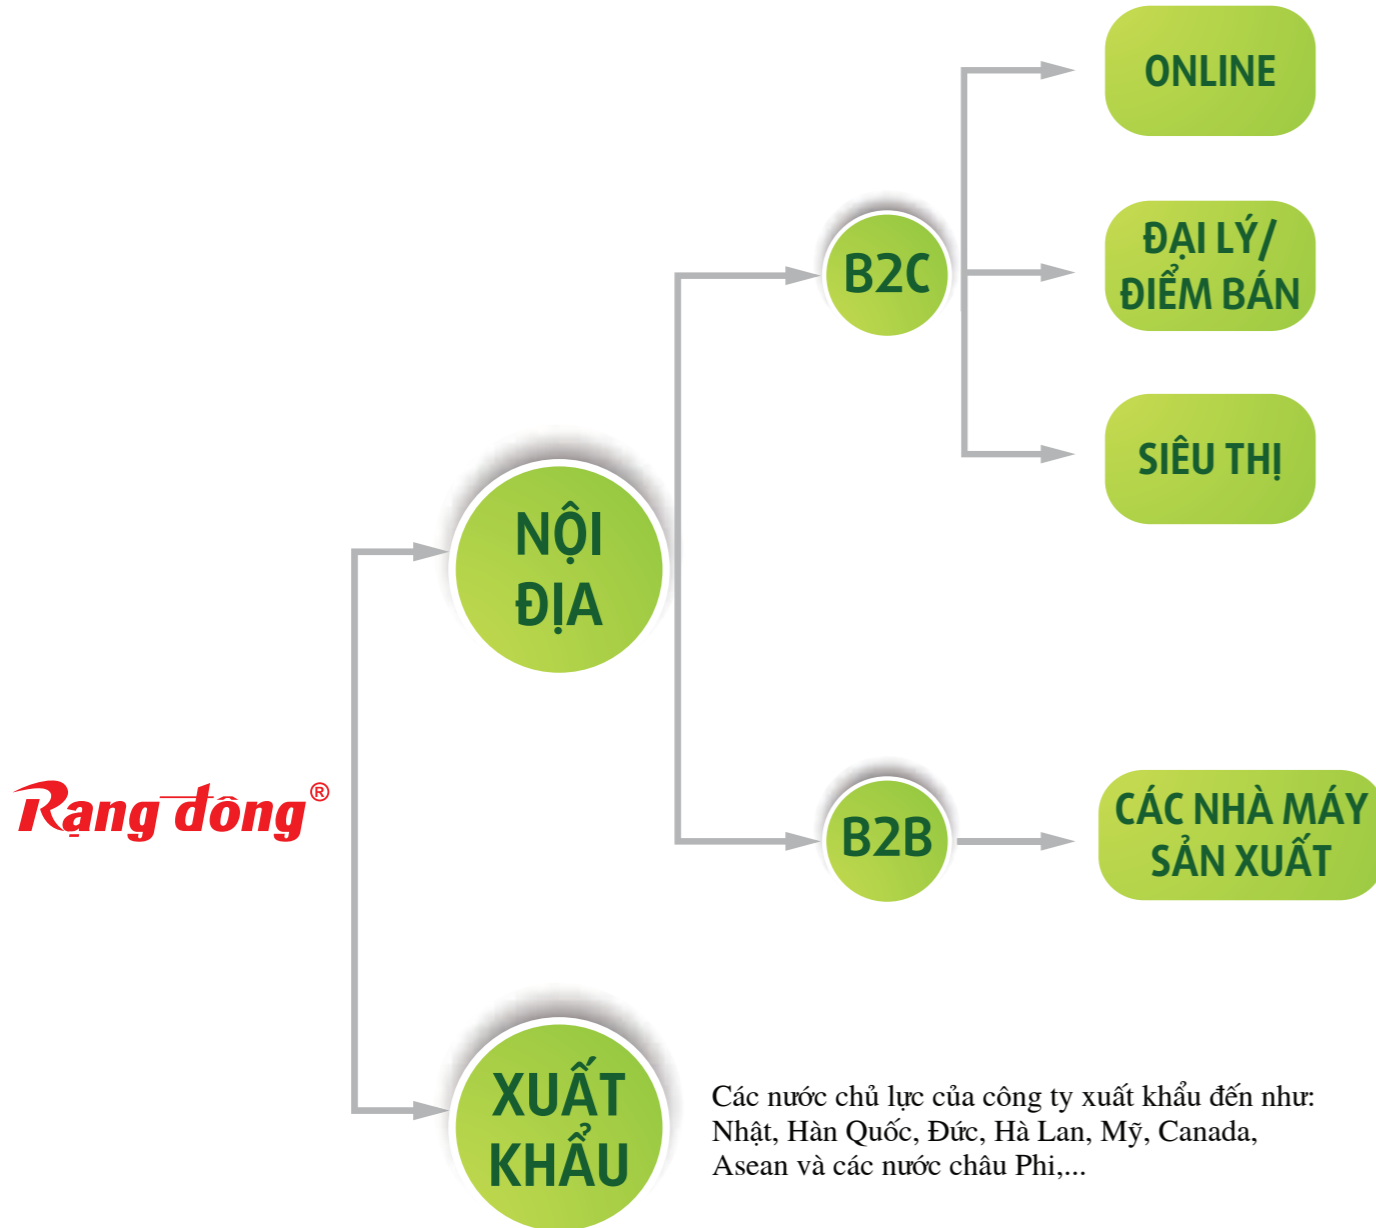 ONLINE
ĐẠI LÝ/
ĐIỂM BÁN
SIÊU THỊ
B2C
NỘI
ĐỊA
Rạng đông®
B2B
CÁC NHÀ MÁY
SẢN XUẤT
XUẤT
KHẨU
Các nước chủ lực của công ty xuất khẩu đến như:
Nhật, Hàn Quốc, Đức, Hà Lan, Mỹ, Canada,
Asean và các nước châu Phi,...